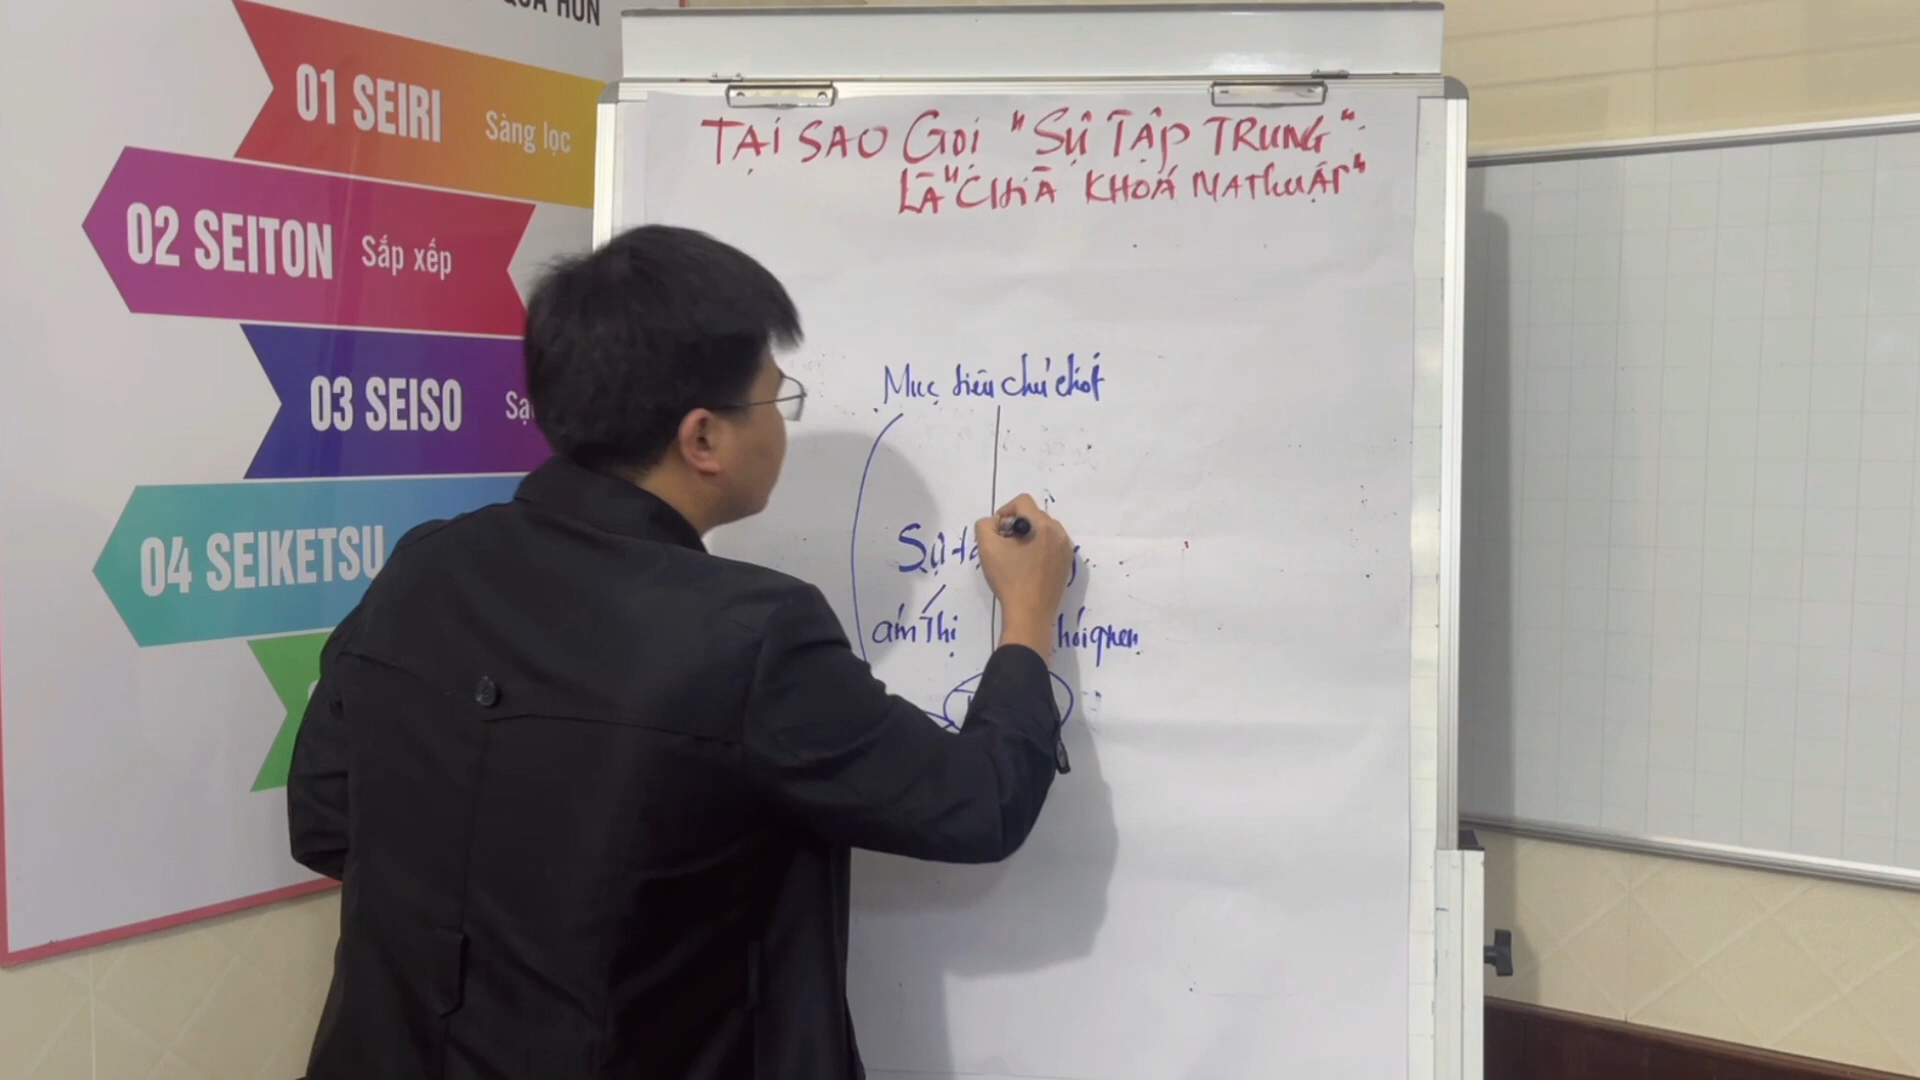 QUẢ HƠN
01 SEIRI Sàng lọc
02 SEITON Sắp xếp
03 SEISO
04 SEIKETSU
TẠI SAO GỌI "SỰ TẬP TRUNG"
LÀ "CHÌA KHOÁ MA THUẬT"
Mục tiêu chủ chốt
Sự
ám Thị
thói quen